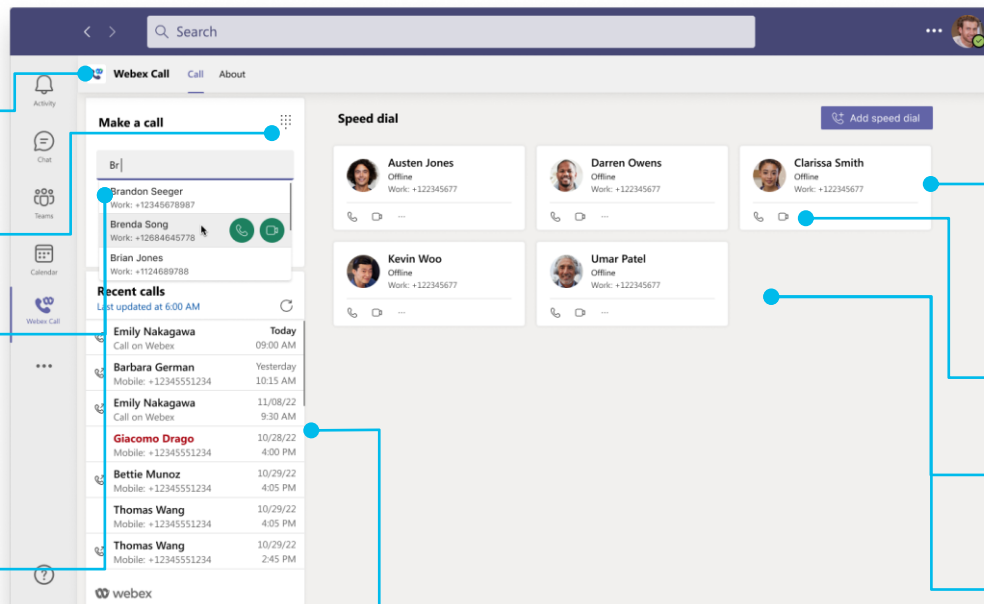 Search
Webex Call Call About
Activity
Chat
Teams
Calendar
Webex Call
Make a call
Br
Brandon Seeger
Work: +12345678987
Brenda Song
Work: +12684645778
Brian Jones
Work: +1124689788
Recent calls
Last updated at 6:00 AM
Emily Nakagawa Today
Call on Webex 09:00 AM
Barbara German Yesterday
Mobile: +12345551234 10:15 AM
Emily Nakagawa 11/08/22
Call on Webex 9:30 AM
Giacomo Drago 10/28/22
Mobile: +12345551234 4:00 PM
Bettie Munoz 10/29/22
Mobile: +12345551234 4:05 PM
Thomas Wang 10/29/22
Mobile: +12345551234 4:05 PM
Thomas Wang 10/29/22
Mobile: +12345551234 2:45 PM
webex
Speed dial
Add speed dial
Austen Jones
Offline
Work: +122345677
Darren Owens
Offline
Work: +122345677
Clarissa Smith
Offline
Work: +122345677
Kevin Woo
Offline
Work: +122345677
Umar Patel
Offline
Work: +122345677